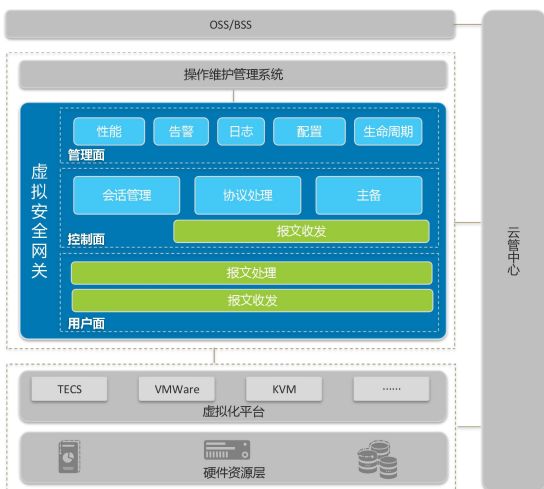 OSS/BSS
操作维护管理系统
性能 告警 日志 配置 生命周期
管理面
虚拟安全网关
会话管理 协议处理 主备
报文收发
控制面
报文处理
报文收发
用户面
云管中心
TECS VMWare KVM ······
虚拟化平台
硬件资源层